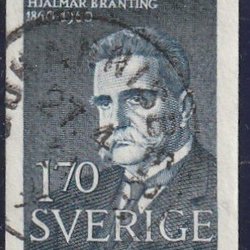 HJALMAR BRANTING
1860-1960
1.70
SVERIGE